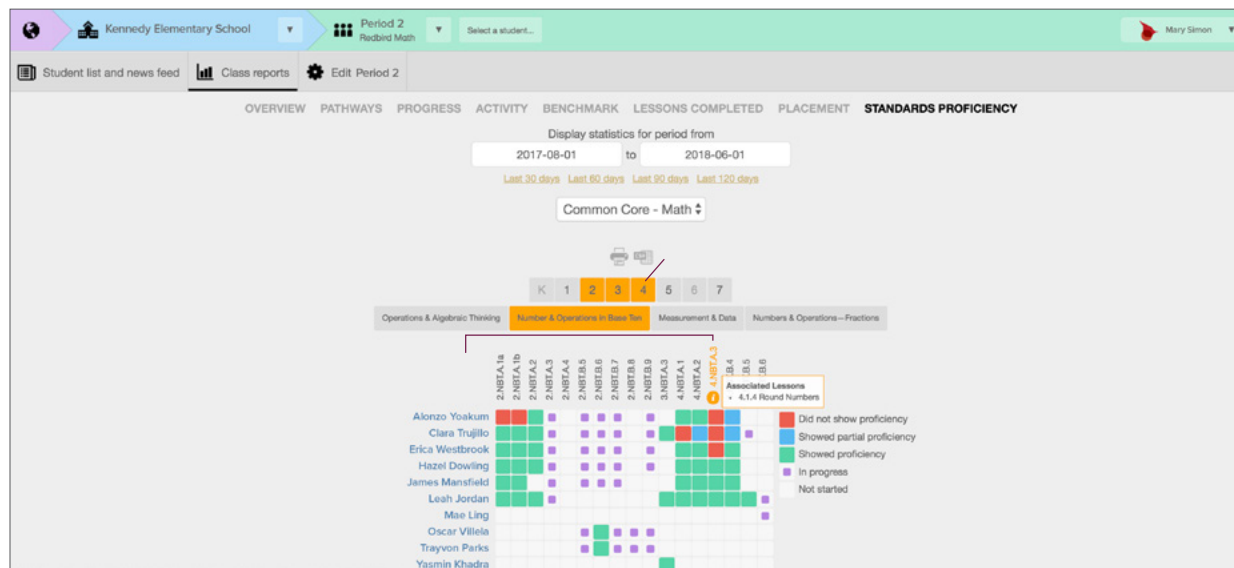 Kennedy Elementary School
Period 2
Redbird Math
Select a student...
Mary Simon
Student list and news feed
Class reports
Edit Period 2
OVERVIEW PATHWAYS PROGRESS ACTIVITY BENCHMARK LESSONS COMPLETED PLACEMENT STANDARDS PROFICIENCY
Display statistics for period from
2017-08-01 to 2018-06-01
Last 30 days Last 60 days Last 90 days Last 120 days
Common Core - Math
K 1 2 3 4 5 6 7
Operations & Algebraic Thinking Number & Operations in Base Ten Measurement & Data Numbers & Operations—Fractions
2.NBT.A.1a
2.NBT.A.1b
2.NBT.A.2
2.NBT.A.3
2.NBT.A.4
2.NBT.B.5
2.NBT.B.6
2.NBT.B.7
2.NBT.B.8
2.NBT.B.9
3.NBT.A.3
4.NBT.A.1
4.NBT.A.2
4.NBT.A.3
.B.4
.B.5
.B.6
Associated Lessons
• 4.1.4 Round Numbers
Alonzo Yoakum
Clara Trujillo
Erica Westbrook
Hazel Dowling
James Mansfield
Leah Jordan
Mae Ling
Oscar Villela
Trayvon Parks
Yasmin Khadra
Did not show proficiency
Showed partial proficiency
Showed proficiency
In progress
Not started